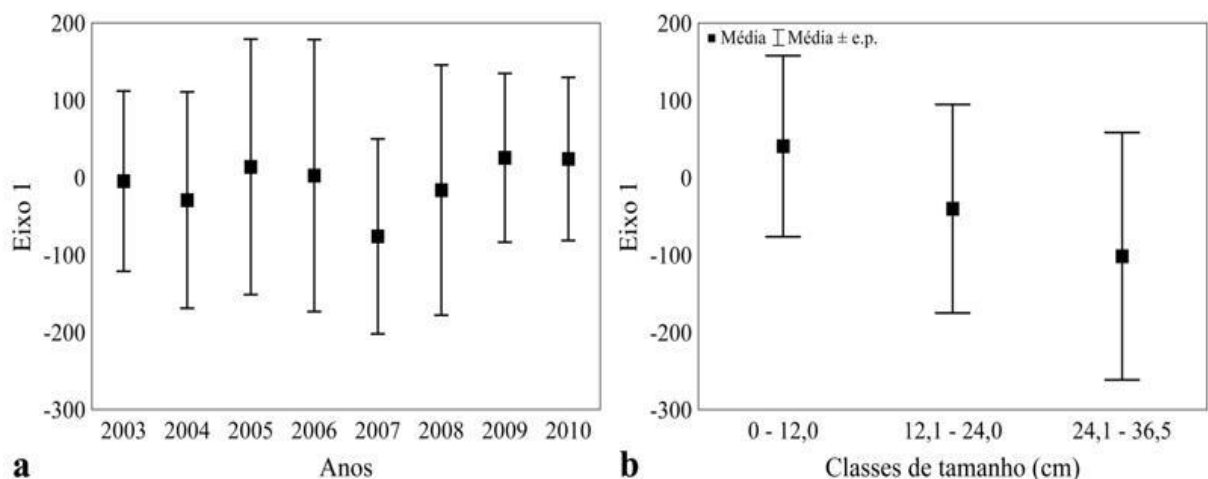 200
100
0
-100
-200
-300
Eixo 1
2003 2004 2005 2006 2007 2008 2009 2010
a
Anos
200
100
0
-100
-200
-300
Eixo 1
Média Média ± e.p.
0 - 12,0 12,1 - 24,0 24,1 - 36,5
b
Classes de tamanho (cm)